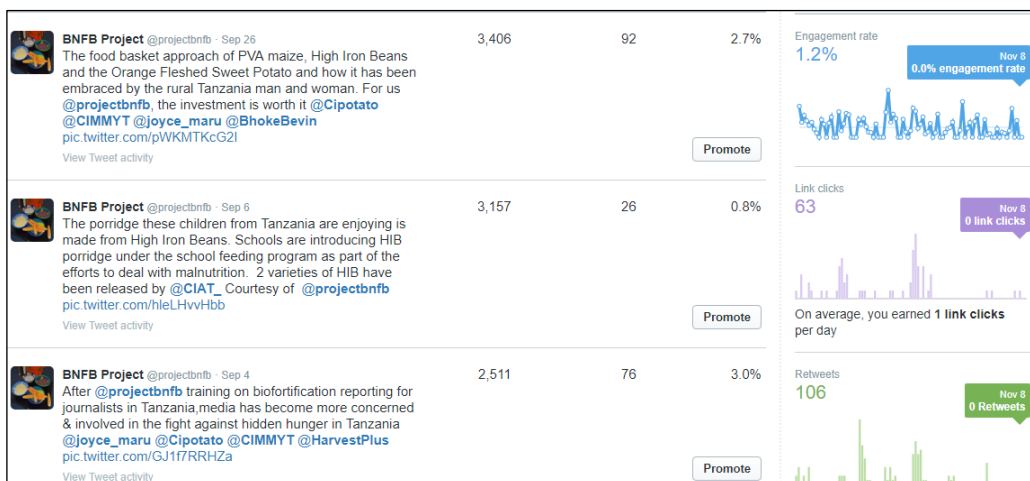 BNFB Project @projectbnfb · Sep 26
3,406
92
2.7%
The food basket approach of PVA maize, High Iron Beans
and the Orange Fleshed Sweet Potato and how it has been
embraced by the rural Tanzania man and woman. For us
@projectbnfb, the investment is worth it @Cipotato
@CIMMYT @joyce_maru @BhokeBevin
pic.twitter.com/pWKMTKcG2I
View Tweet activity
Promote
BNFB Project @projectbnfb · Sep 6
3,157
26
0.8%
The porridge these children from Tanzania are enjoying is
made from High Iron Beans. Schools are introducing HIB
porridge under the school feeding program as part of the
efforts to deal with malnutrition. 2 varieties of HIB have
been released by @CIAT_ Courtesy of @projectbnfb
pic.twitter.com/hIeLHvvHbb
View Tweet activity
Promote
BNFB Project @projectbnfb · Sep 4
2,511
76
3.0%
After @projectbnfb training on biofortification reporting for
journalists in Tanzania,media has become more concerned
& involved in the fight against hidden hunger in Tanzania
@joyce_maru @Cipotato @CIMMYT @HarvestPlus
pic.twitter.com/GJ1f7RRHZa
View Tweet activity
Promote
Engagement rate
1.2%
Nov 8
0.0% engagement rate
Link clicks
63
Nov 8
0 link clicks
On average, you earned 1 link clicks
per day
Retweets
106
Nov 8
0 Retweets